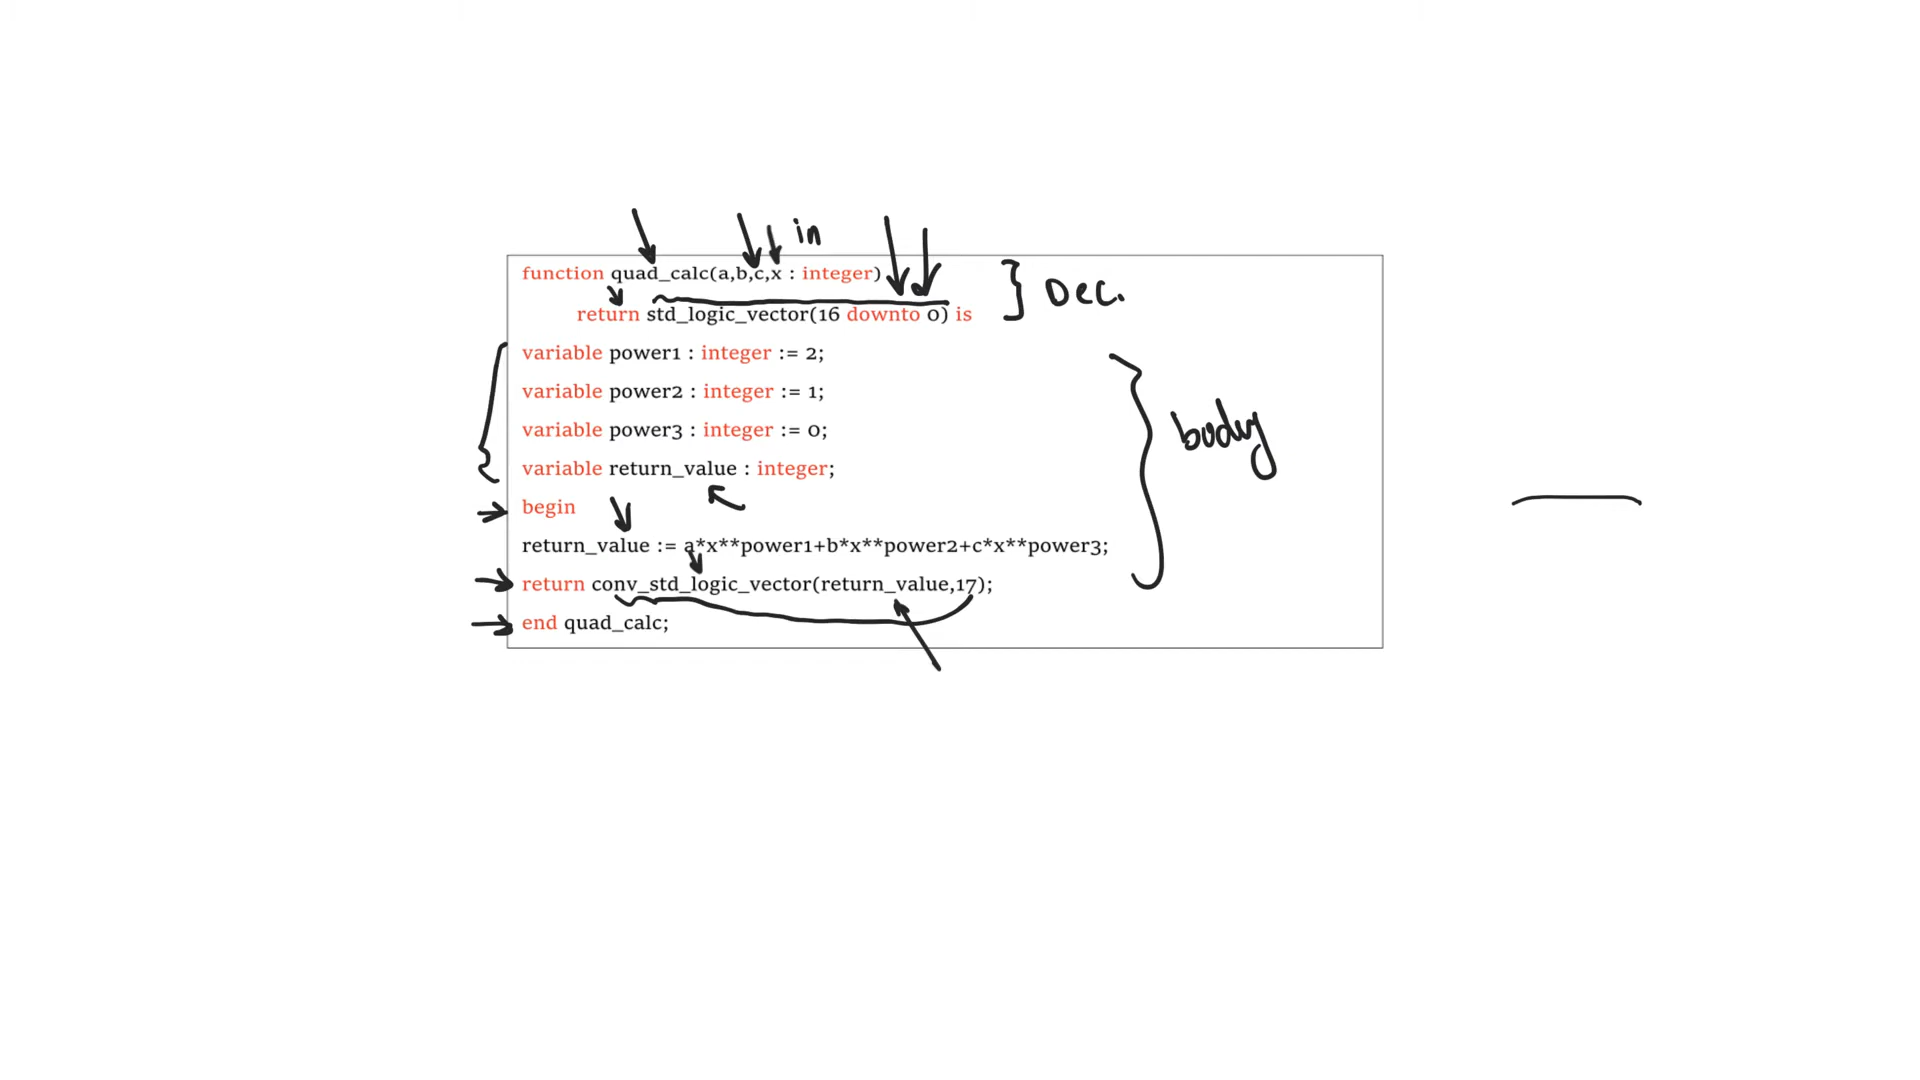 in
function quad_calc(a,b,c,x : integer)
return std_logic_vector(16 downto 0) is
Dec.
variable power1 : integer := 2;
variable power2 : integer := 1;
variable power3 : integer := 0;
body
variable return_value : integer;
begin
return_value := a*x**power1+b*x**power2+c*x**power3;
return conv_std_logic_vector(return_value,17);
end quad_calc;